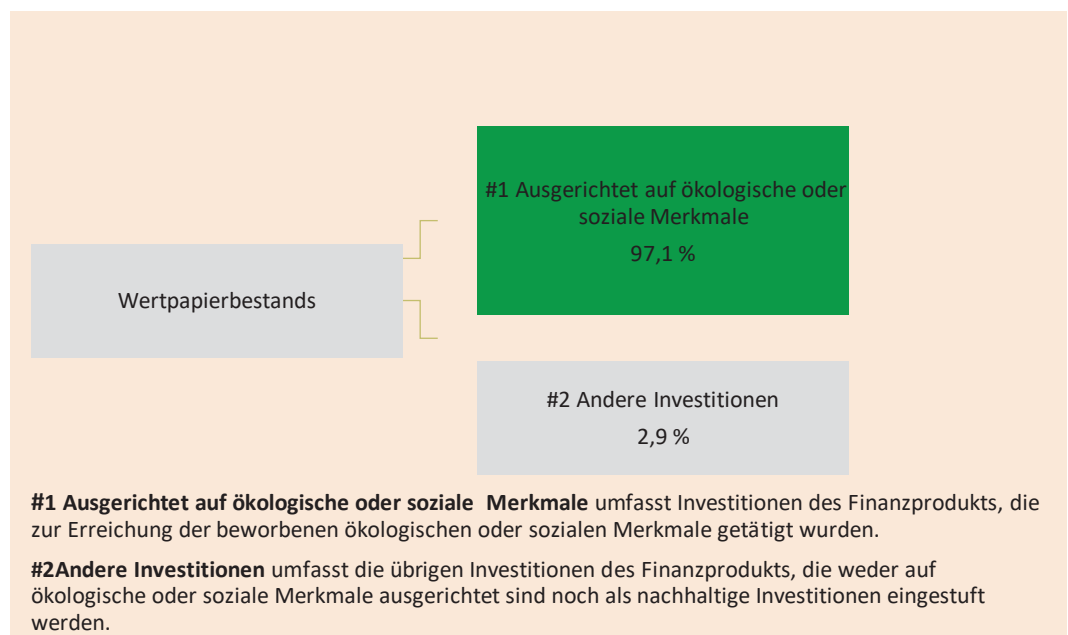 #1 Ausgerichtet auf ökologische oder
soziale Merkmale
97,1 %
Wertpapierbestands
#2 Andere Investitionen
2,9 %
#1 Ausgerichtet auf ökologische oder soziale Merkmale umfasst Investitionen des Finanzprodukts, die
zur Erreichung der beworbenen ökologischen oder sozialen Merkmale getätigt wurden.
#2Andere Investitionen umfasst die übrigen Investitionen des Finanzprodukts, die weder auf
ökologische oder soziale Merkmale ausgerichtet sind noch als nachhaltige Investitionen eingestuft
werden.